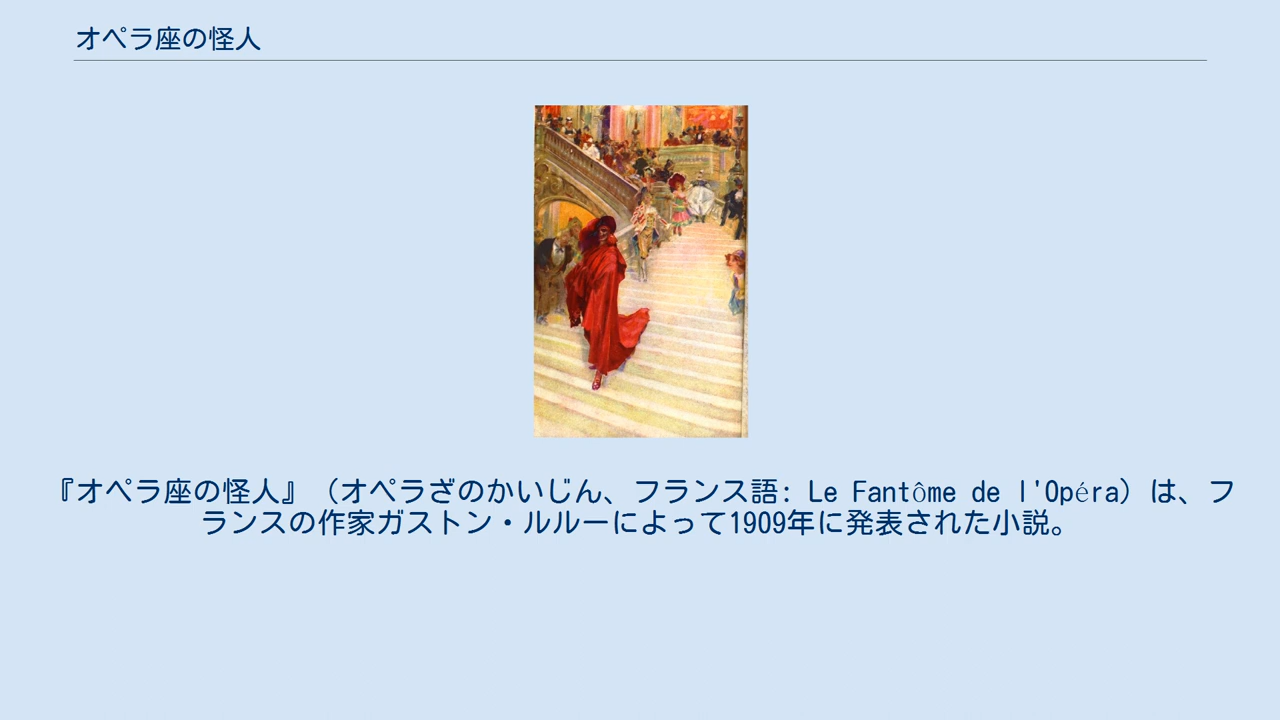 オペラ座の怪人
『オペラ座の怪人』（オペラざのかいじん、フランス語: Le Fantôme de l'Opéra）は、フ
ランスの作家ガストン・ルルーによって1909年に発表された小説。